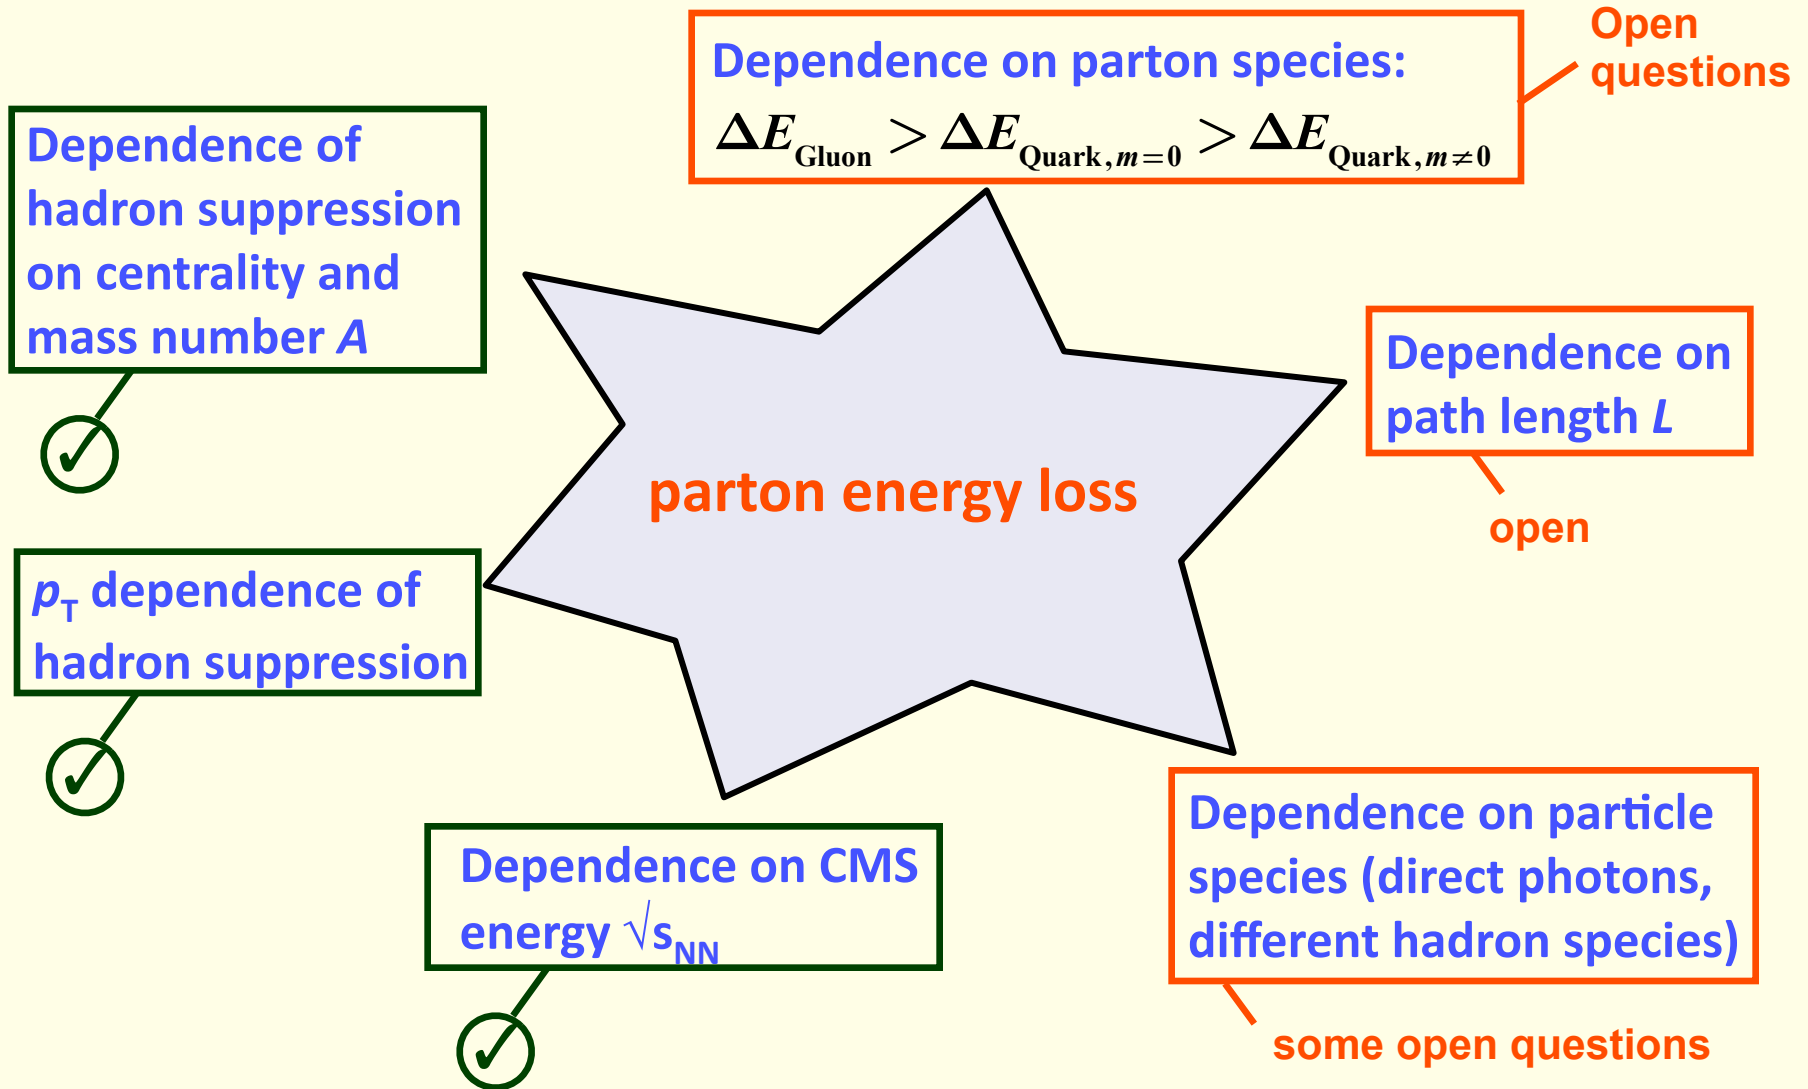 Open
questions
Dependence on parton species:
ΔE_Gluon > ΔE_Quark,m=0 > ΔE_Quark,m≠0
Dependence of
hadron suppression
on centrality and
mass number A
✓
Dependence on
path length L
open
parton energy loss
p_T dependence of
hadron suppression
✓
Dependence on particle
species (direct photons,
different hadron species)
some open questions
Dependence on CMS
energy √s_NN
✓